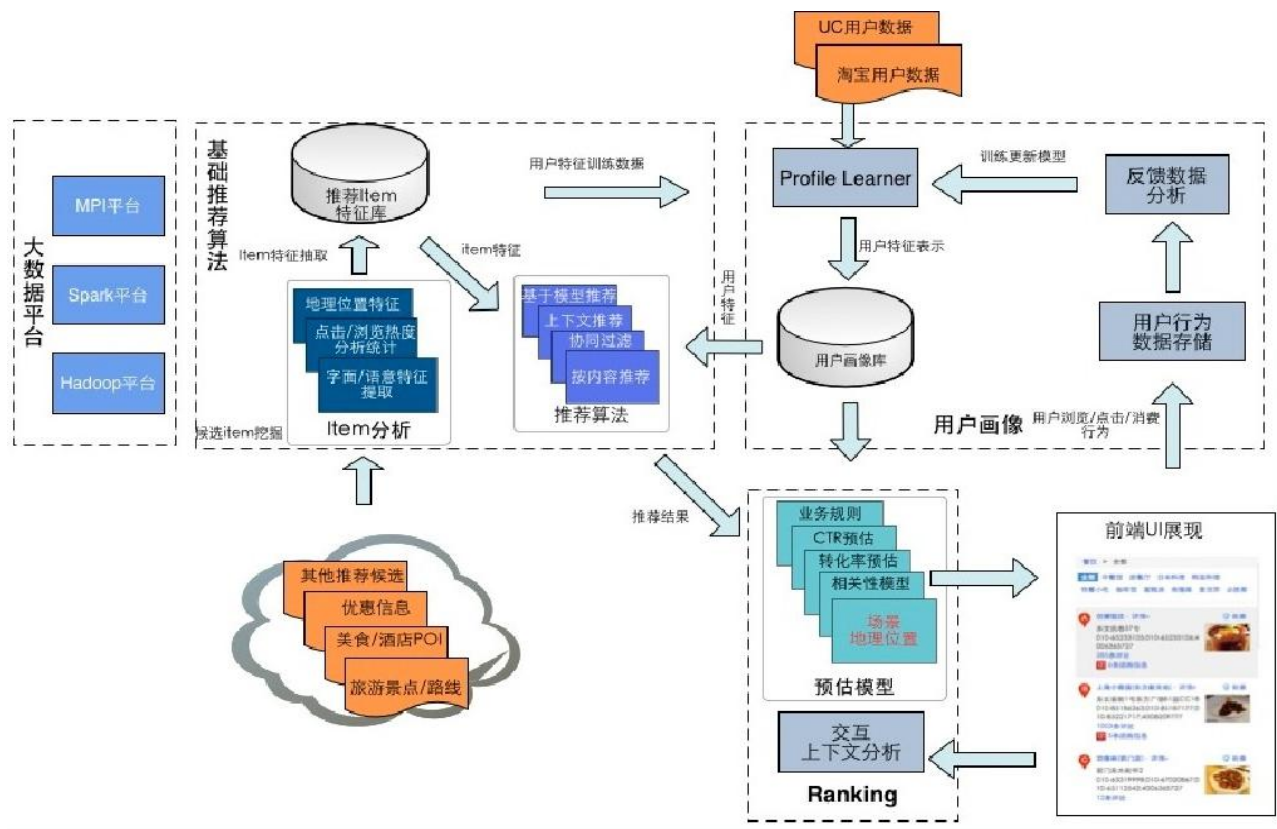 UC用户数据
淘宝用户数据
大数据平台
MPI平台
Spark平台
Hadoop平台
基础推荐算法
推荐Item
特征库
用户特征训练数据
Item特征抽取
item特征
地理位置特征
点击/浏览热度
分析统计
字面/语意特征
提取
Item分析
候选item挖掘
基于模型推荐
上下文推荐
协同过滤
按内容推荐
推荐算法
用户特征
Profile Learner
训练更新模型
反馈数据
分析
用户特征表示
用户画像库
用户行为
数据存储
用户画像
用户浏览/点击/消费
行为
推荐结果
其他推荐候选
优惠信息
美食/酒店POI
旅游景点/路线
业务规则
CTR预估
转化率预估
相关性模型
场景
地理位置
预估模型
交互
上下文分析
Ranking
前端UI展现